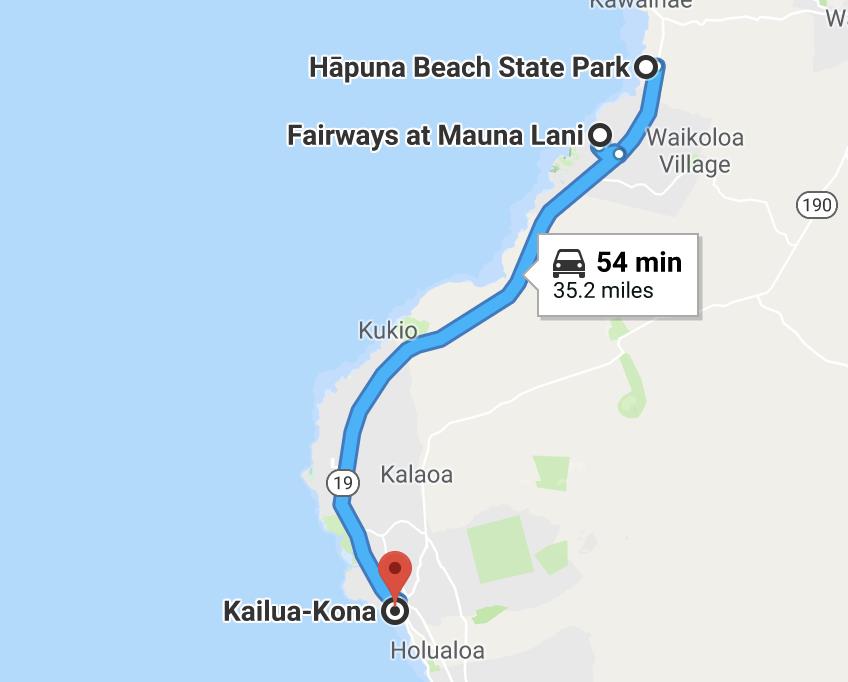 Kawaihae
Wa
Hāpuna Beach State Park
Fairways at Mauna Lani
Waikoloa
Village
190
54 min
35.2 miles
Kukio
19
Kalaoa
Kailua-Kona
Holualoa